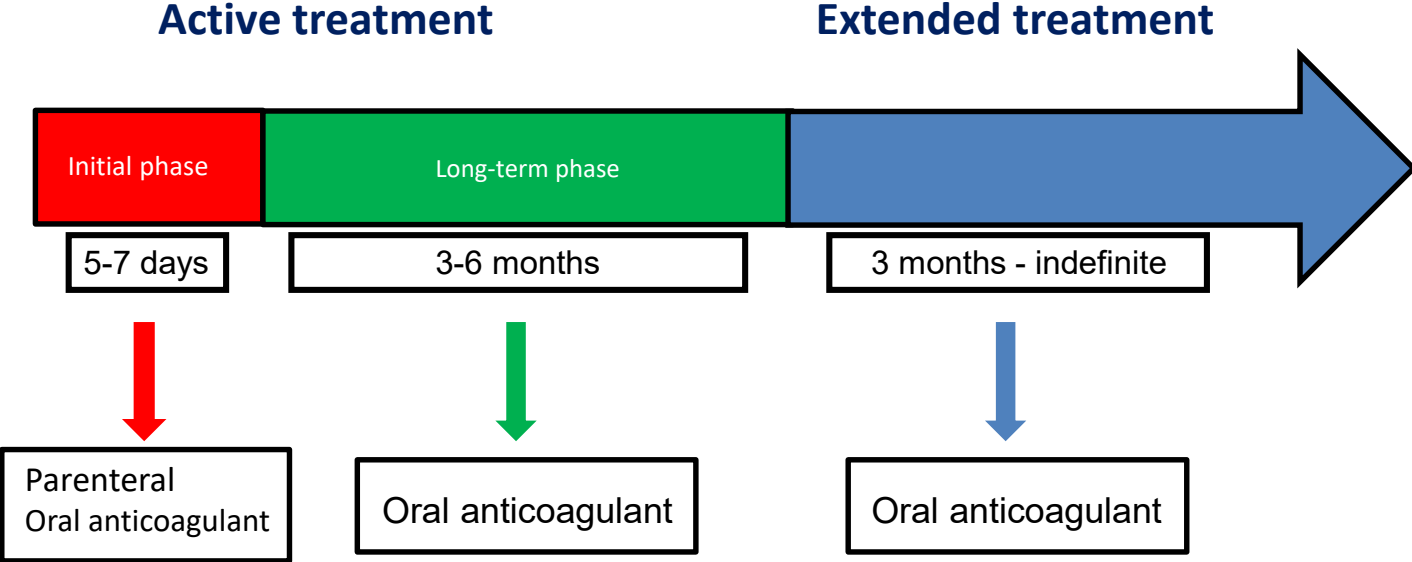 Active treatment
Extended treatment
Initial phase
Long-term phase
5-7 days
3-6 months
3 months - indefinite
Parenteral
Oral anticoagulant
Oral anticoagulant
Oral anticoagulant